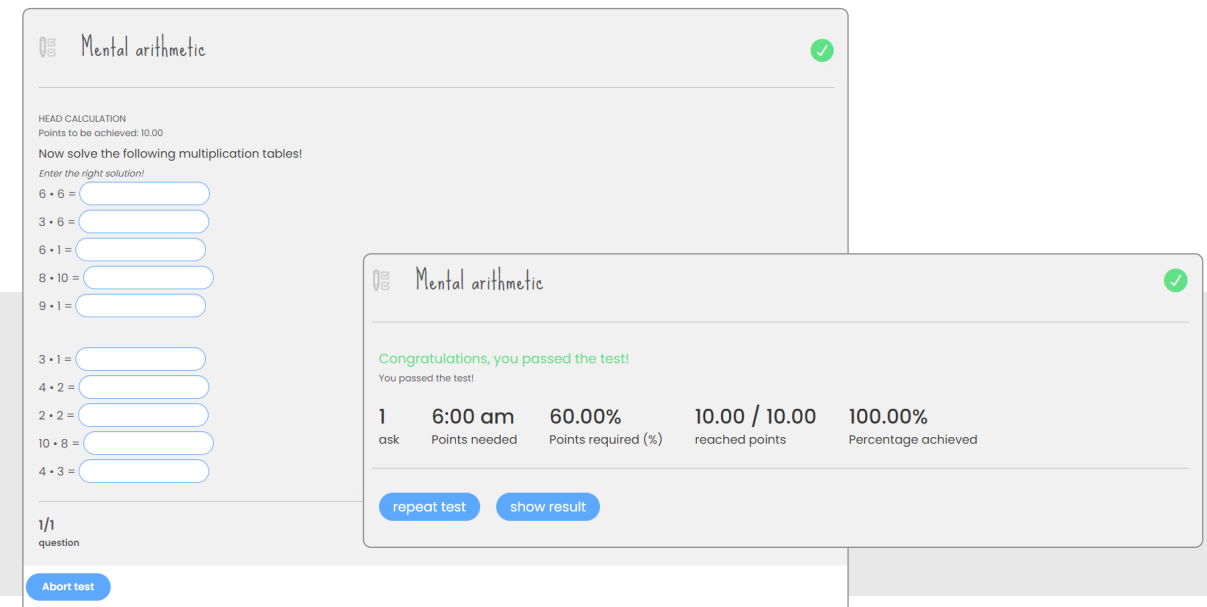 Mental arithmetic
HEAD CALCULATION
Points to be achieved: 10.00
Now solve the following multiplication tables!
Enter the right solution!
6 • 6 =
3 • 6 =
6 • 1 =
8 • 10 =
9 • 1 =
3 • 1 =
4 • 2 =
2 • 2 =
10 • 8 =
4 • 3 =
1/1
question
Abort test
Mental arithmetic
Congratulations, you passed the test!
You passed the test!
1 6:00 am 60.00% 10.00 / 10.00 100.00%
ask Points needed Points required (%) reached points Percentage achieved
repeat test show result